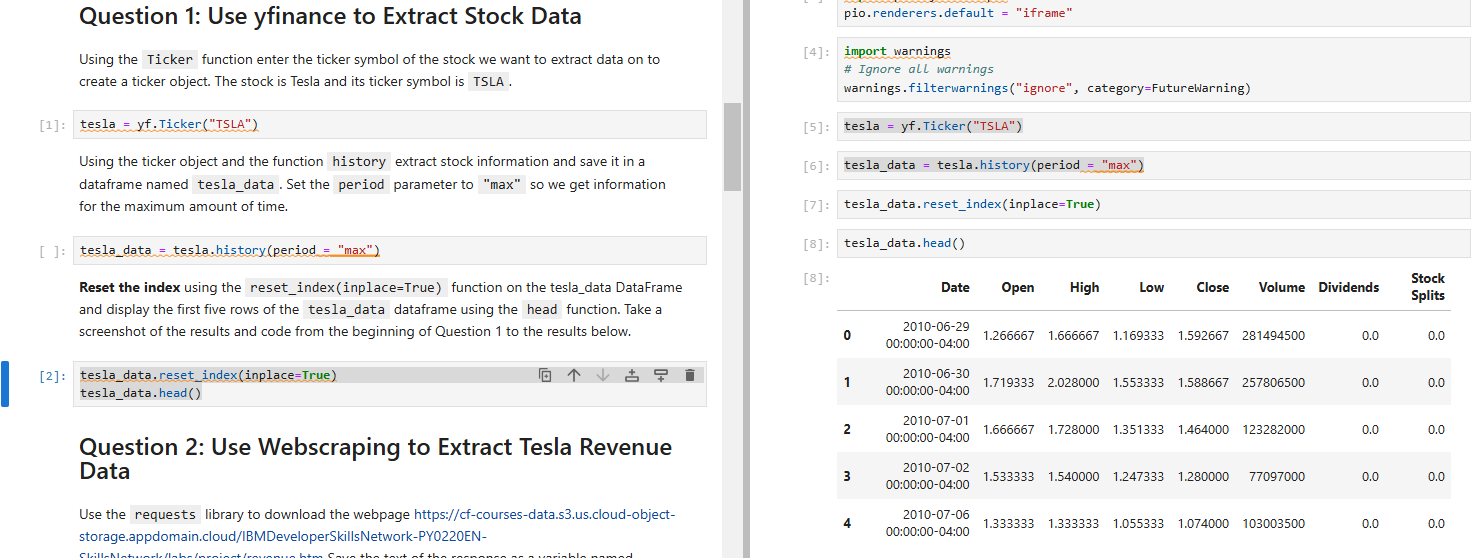 Question 1: Use yfinance to Extract Stock Data
Using the Ticker function enter the ticker symbol of the stock we want to extract data on to
create a ticker object. The stock is Tesla and its ticker symbol is TSLA .
[1]: tesla = yf.Ticker("TSLA")
Using the ticker object and the function history extract stock information and save it in a
dataframe named tesla_data . Set the period parameter to "max" so we get information
for the maximum amount of time.
[ ]: tesla_data = tesla.history(period = "max")
Reset the index using the reset_index(inplace=True) function on the tesla_data DataFrame
and display the first five rows of the tesla_data dataframe using the head function. Take a
screenshot of the results and code from the beginning of Question 1 to the results below.
[2]: tesla_data.reset_index(inplace=True)
tesla_data.head()
Question 2: Use Webscraping to Extract Tesla Revenue
Data
Use the requests library to download the webpage https://cf-courses-data.s3.us.cloud-object-
storage.appdomain.cloud/IBMDeveloperSkillsNetwork-PY0220EN-
SkillsNetwork/labs/project/revenue.htm Save the text of the response as a variable named
pio.renderers.default = "iframe"
[4]: import warnings
# Ignore all warnings
warnings.filterwarnings("ignore", category=FutureWarning)
[5]: tesla = yf.Ticker("TSLA")
[6]: tesla_data = tesla.history(period = "max")
[7]: tesla_data.reset_index(inplace=True)
[8]: tesla_data.head()
[8]:
Date Open High Low Close Volume Dividends Stock Splits
0 2010-06-29 00:00:00-04:00 1.266667 1.666667 1.169333 1.592667 281494500 0.0 0.0
1 2010-06-30 00:00:00-04:00 1.719333 2.028000 1.553333 1.588667 257806500 0.0 0.0
2 2010-07-01 00:00:00-04:00 1.666667 1.728000 1.351333 1.464000 123282000 0.0 0.0
3 2010-07-02 00:00:00-04:00 1.533333 1.540000 1.247333 1.280000 77097000 0.0 0.0
4 2010-07-06 00:00:00-04:00 1.333333 1.333333 1.055333 1.074000 103003500 0.0 0.0